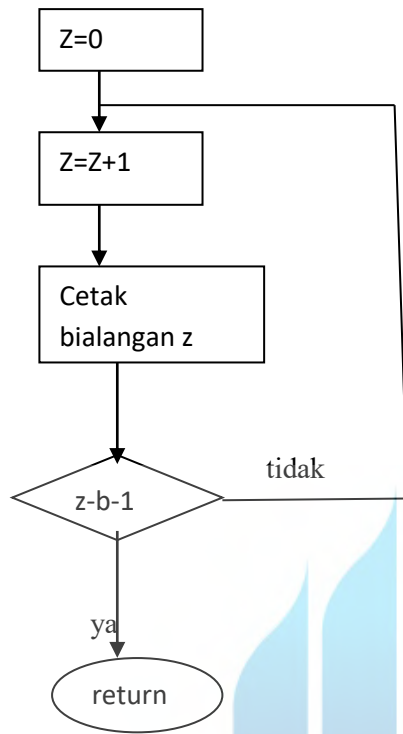 Z=0
Z=Z+1
Cetak
bialangan z
z-b-1
tidak
ya
return